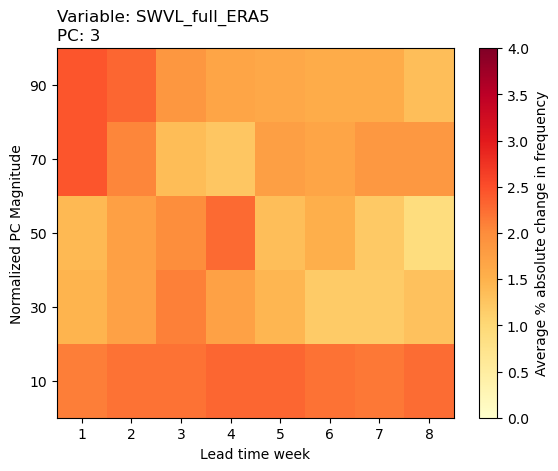 Variable: SWVL_full_ERA5
PC: 3
Normalized PC Magnitude
90
70
50
30
10
1 2 3 4 5 6 7 8
Lead time week
4.0
3.5
3.0
2.5
2.0
1.5
1.0
0.5
0.0
Average % absolute change in frequency